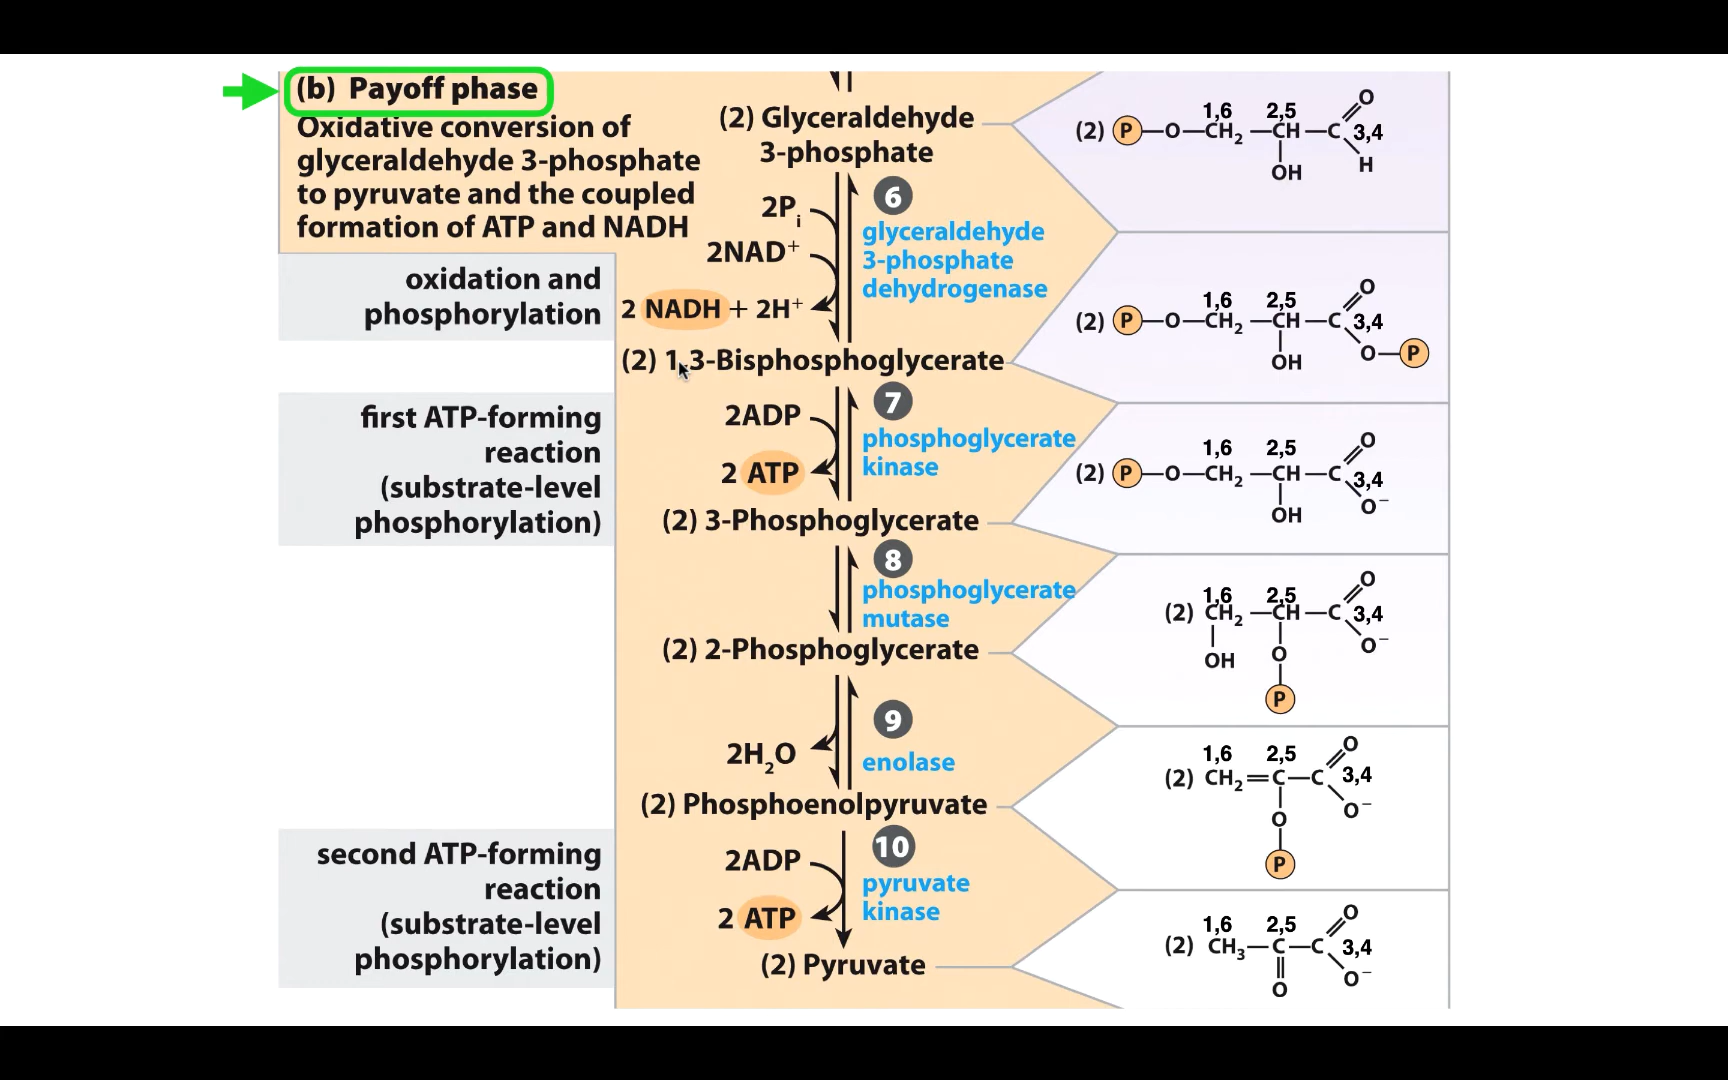 (b) Payoff phase
Oxidative conversion of
glyceraldehyde 3-phosphate
to pyruvate and the coupled
formation of ATP and NADH
oxidation and
phosphorylation
first ATP-forming
reaction
(substrate-level
phosphorylation)
second ATP-forming
reaction
(substrate-level
phosphorylation)
(2) Glyceraldehyde
3-phosphate
2Pi
2NAD⁺
2 NADH + 2H⁺
6
glyceraldehyde
3-phosphate
dehydrogenase
(2) 1,3-Bisphosphoglycerate
2ADP
2 ATP
7
phosphoglycerate
kinase
(2) 3-Phosphoglycerate
8
phosphoglycerate
mutase
(2) 2-Phosphoglycerate
2H₂O
9
enolase
(2) Phosphoenolpyruvate
2ADP
2 ATP
10
pyruvate
kinase
(2) Pyruvate
1,6 2,5 O
(2) P—O—CH₂—CH—C 3,4
OH H
1,6 2,5 O
(2) P—O—CH₂—CH—C 3,4
OH O—P
1,6 2,5 O
(2) P—O—CH₂—CH—C 3,4
OH O⁻
1,6 2,5 O
(2) CH₂—CH—C 3,4
OH O O⁻
P
1,6 2,5 O
(2) CH₂=C—C 3,4
O O⁻
P
1,6 2,5 O
(2) CH₃—C—C 3,4
O O⁻